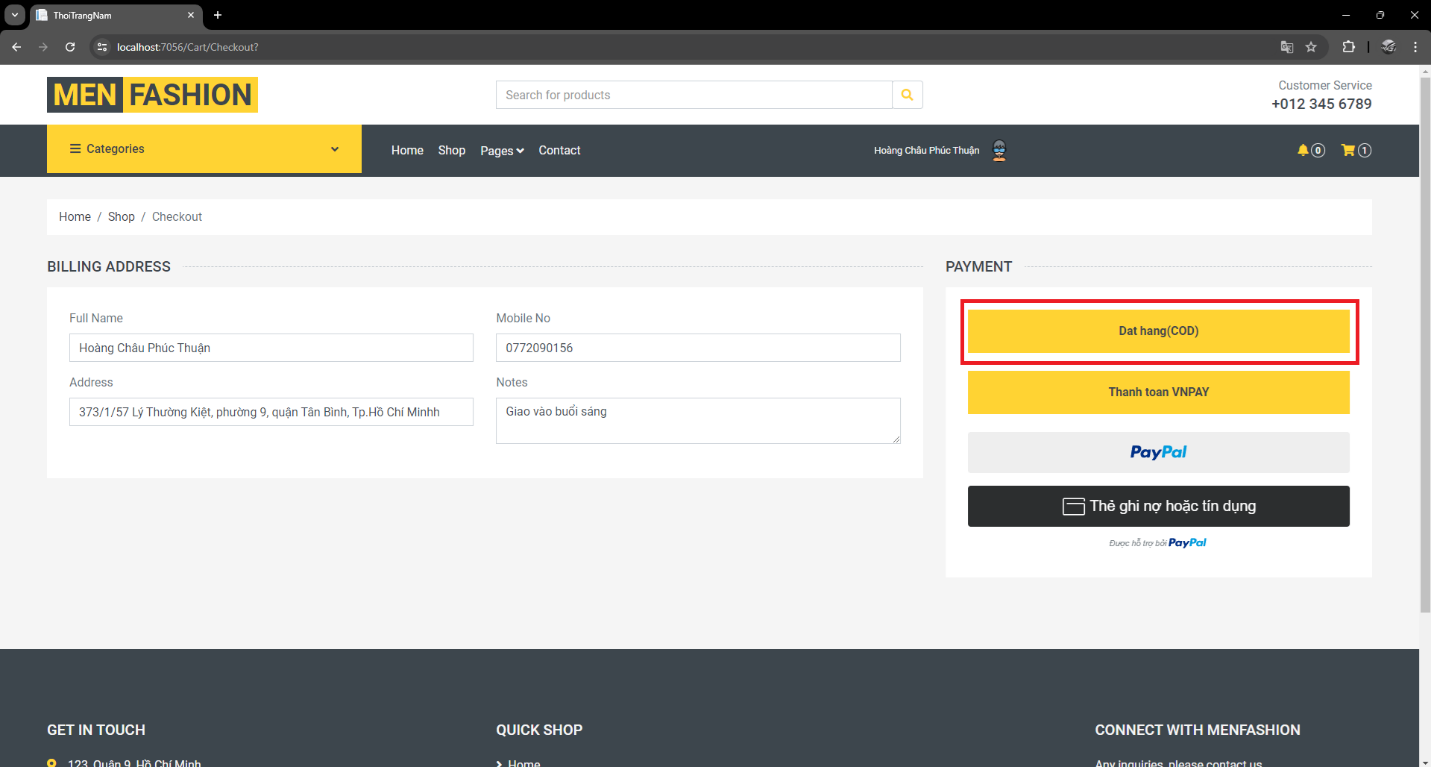 ThoiTrangNam
localhost:7056/Cart/Checkout?
MEN FASHION
Search for products
Customer Service
+012 345 6789
Categories
Home Shop Pages Contact
Hoàng Châu Phúc Thuận
0 1
Home / Shop / Checkout
BILLING ADDRESS
Full Name
Mobile No
Hoàng Châu Phúc Thuận
0772090156
Address
Notes
373/1/57 Lý Thường Kiệt, phường 9, quận Tân Bình, Tp.Hồ Chí Minhh
Giao vào buổi sáng
PAYMENT
Dat hang(COD)
Thanh toan VNPAY
PayPal
Thẻ ghi nợ hoặc tín dụng
Được hỗ trợ bởi PayPal
GET IN TOUCH
123, Quận 9, Hồ Chí Minh
QUICK SHOP
Home
CONNECT WITH MENFASHION
Any inquiries, please contact us